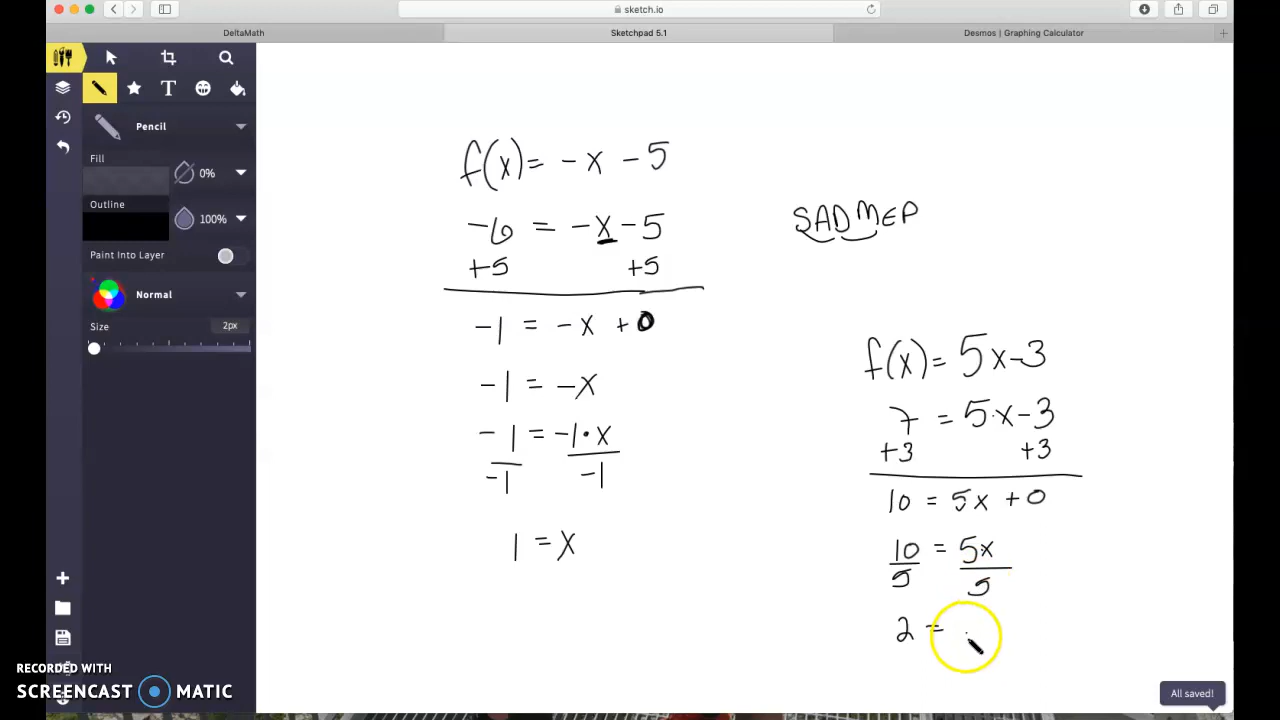 sketch.io
DeltaMath
Sketchpad 5.1
Desmos | Graphing Calculator
Pencil
Fill
0%
Outline
100%
Paint Into Layer
Normal
Size
2px
f(x) = -x - 5
-6 = -x - 5
+5 +5
-1 = -x + 0
-1 = -x
-1 = -1 · x
-1 -1
1 = x
SADMEP
f(x) = 5x-3
7 = 5·x-3
+3 +3
10 = 5x + 0
10 = 5·x
5 5
2 =
RECORDED WITH
SCREENCAST MATIC
All saved!